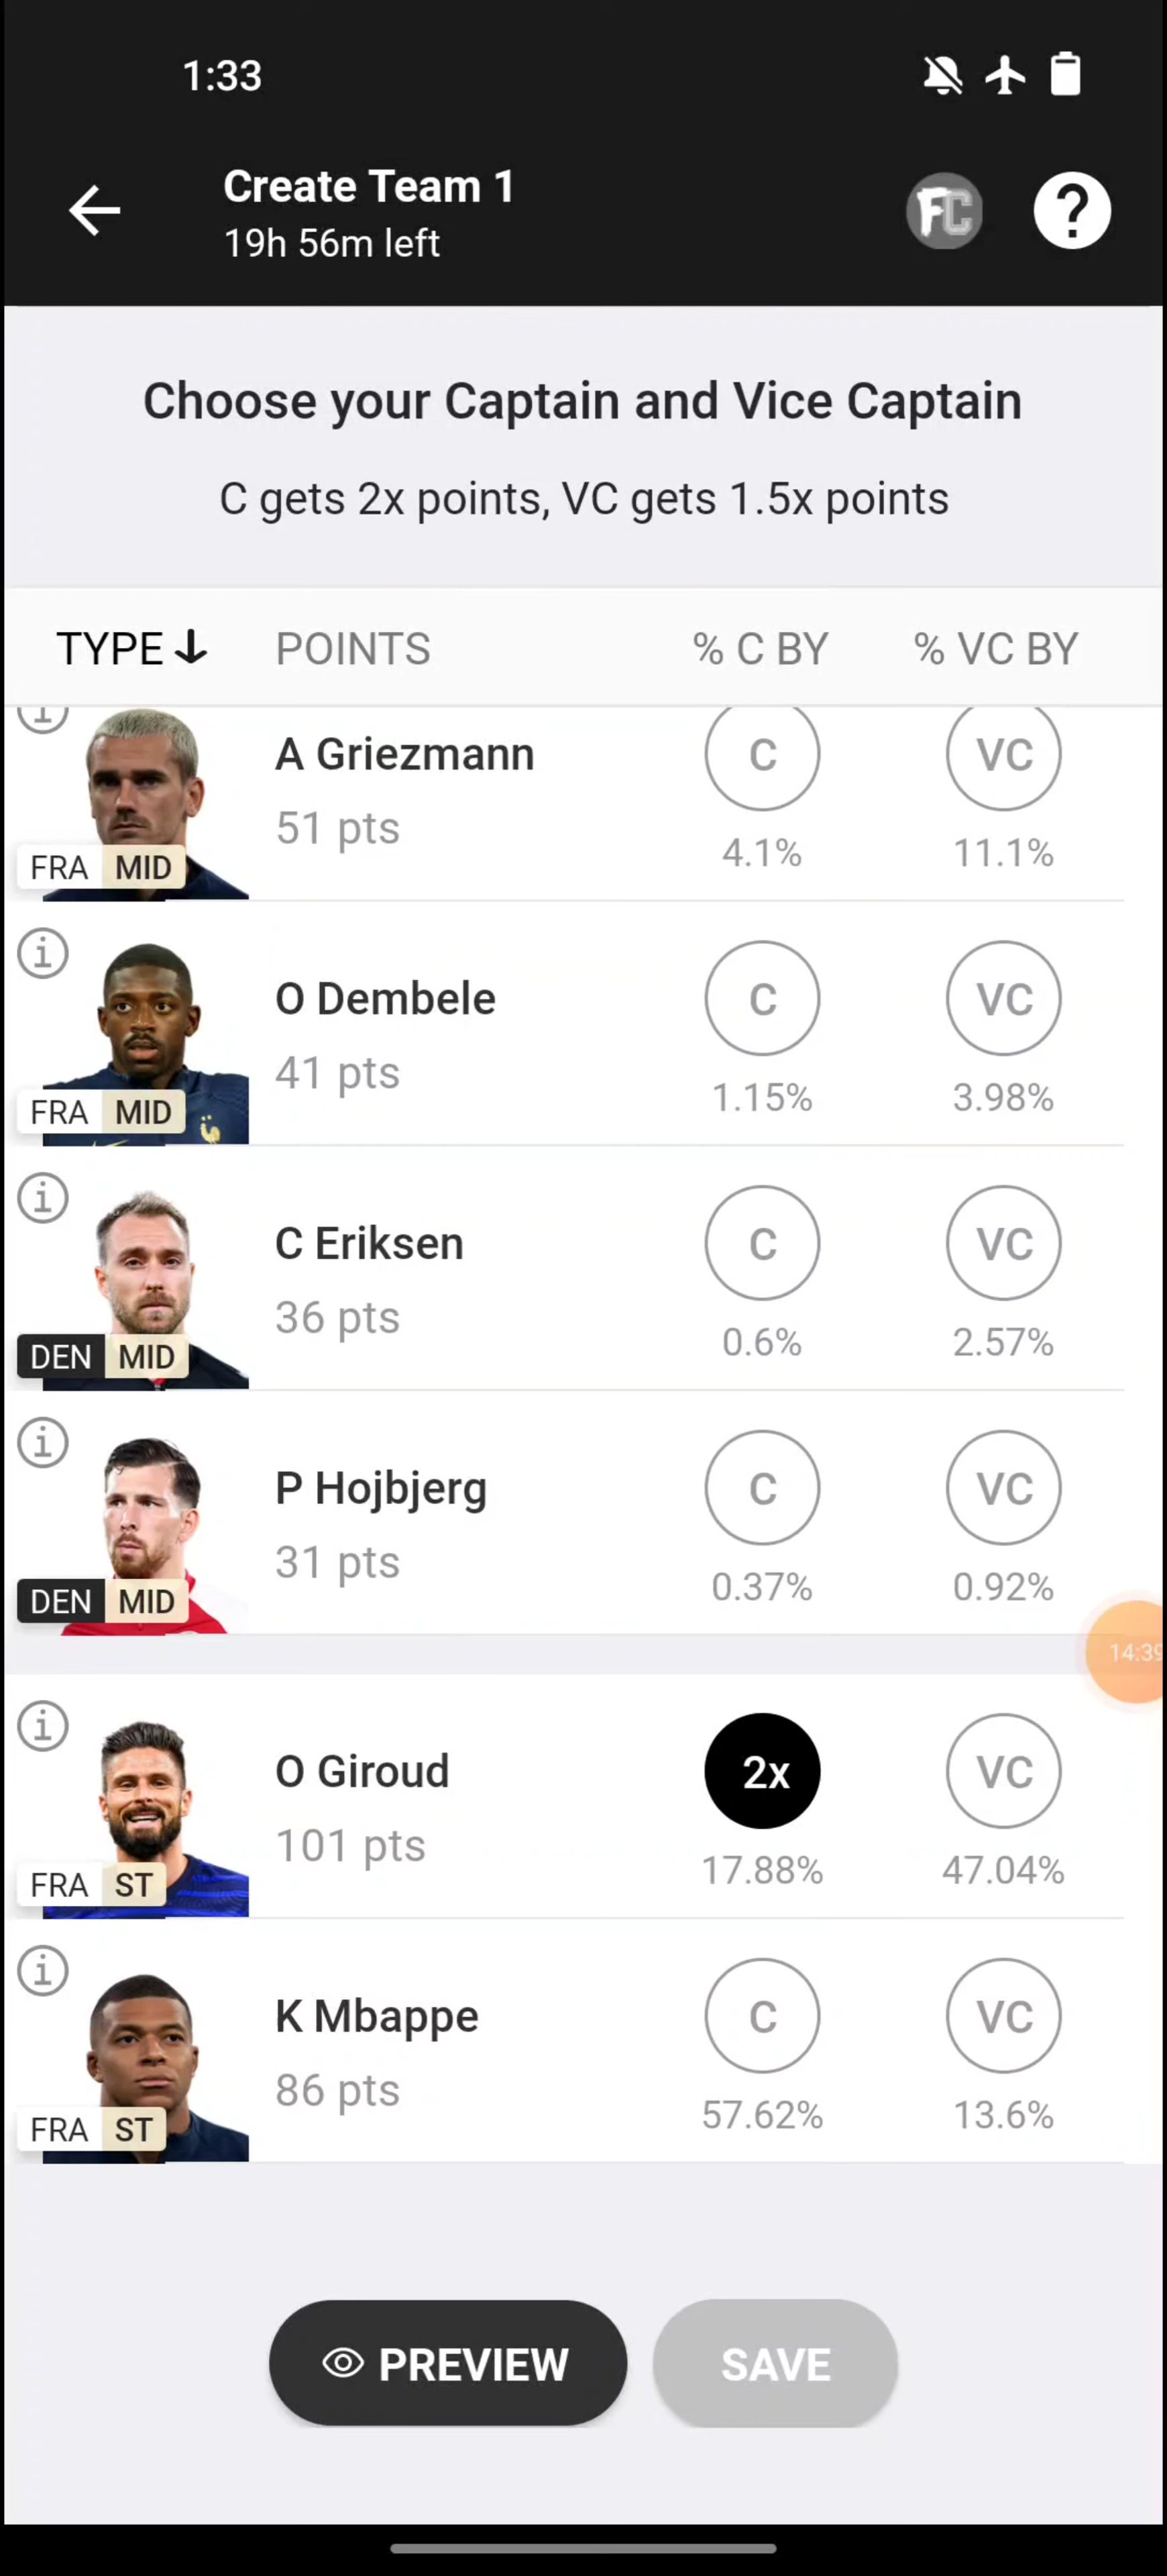 1:33
Create Team 1
19h 56m left
FC
?
Choose your Captain and Vice Captain
C gets 2x points, VC gets 1.5x points
TYPE POINTS % C BY % VC BY
A Griezmann C VC
51 pts 4.1% 11.1%
FRA MID
O Dembele C VC
41 pts 1.15% 3.98%
FRA MID
C Eriksen C VC
36 pts 0.6% 2.57%
DEN MID
P Hojbjerg C VC
31 pts 0.37% 0.92%
DEN MID
14:39
O Giroud 2x VC
101 pts 17.88% 47.04%
FRA ST
K Mbappe C VC
86 pts 57.62% 13.6%
FRA ST
PREVIEW SAVE